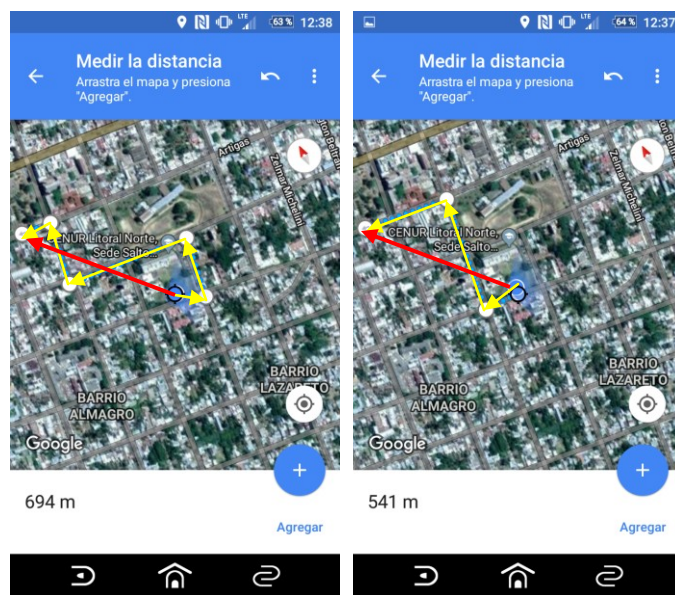 LTE 63 % 12:38
Medir la distancia
Arrastra el mapa y presiona
"Agregar".
Artigas
Zelmar Michelini
CENUR Litoral Norte,
Sede Salto...
BARRIO
LAZARETO
BARRIO
ALMAGRO
Google
694 m
Agregar
LTE 64 % 12:37
Medir la distancia
Arrastra el mapa y presiona
"Agregar".
Artigas
Zelmar Michelini
CENUR Litoral Norte,
Sede Salto...
BARRIO
LAZARETO
BARRIO
ALMAGRO
Google
541 m
Agregar